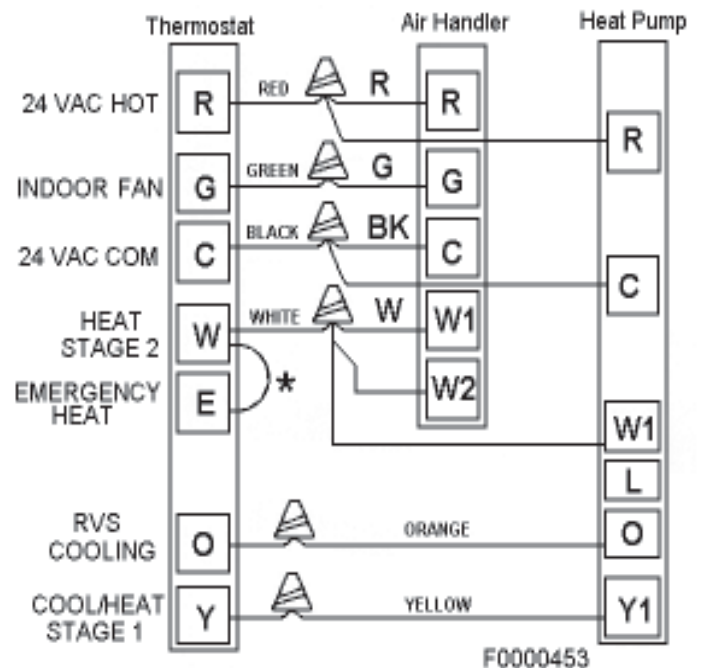 Thermostat Air Handler Heat Pump
24 VAC HOT R RED R R R
INDOOR FAN G GREEN G G
24 VAC COM C BLACK BK C C
HEAT
STAGE 2 W WHITE W W1
EMERGENCY
HEAT E * W2 W1
L
RVS
COOLING O ORANGE O
COOL/HEAT
STAGE 1 Y YELLOW Y1
F0000453